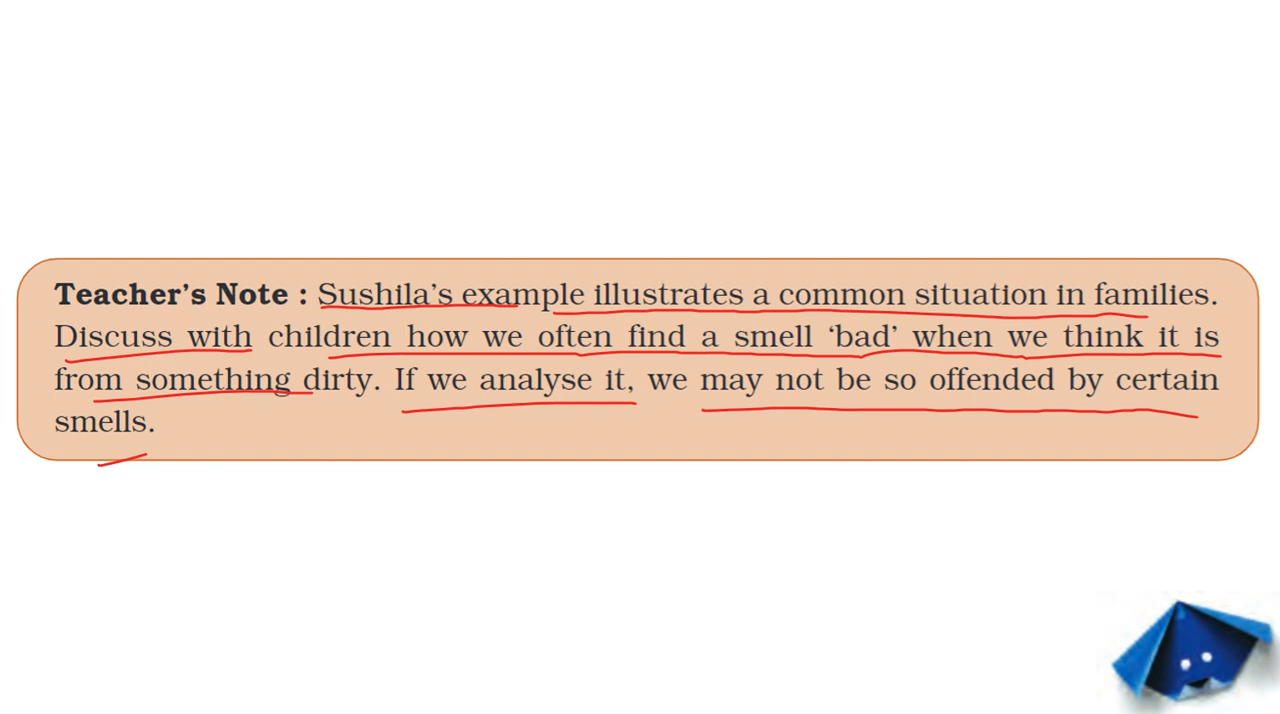 Teacher's Note : Sushila's example illustrates a common situation in families.
Discuss with children how we often find a smell ‘bad’ when we think it is
from something dirty. If we analyse it, we may not be so offended by certain
smells.